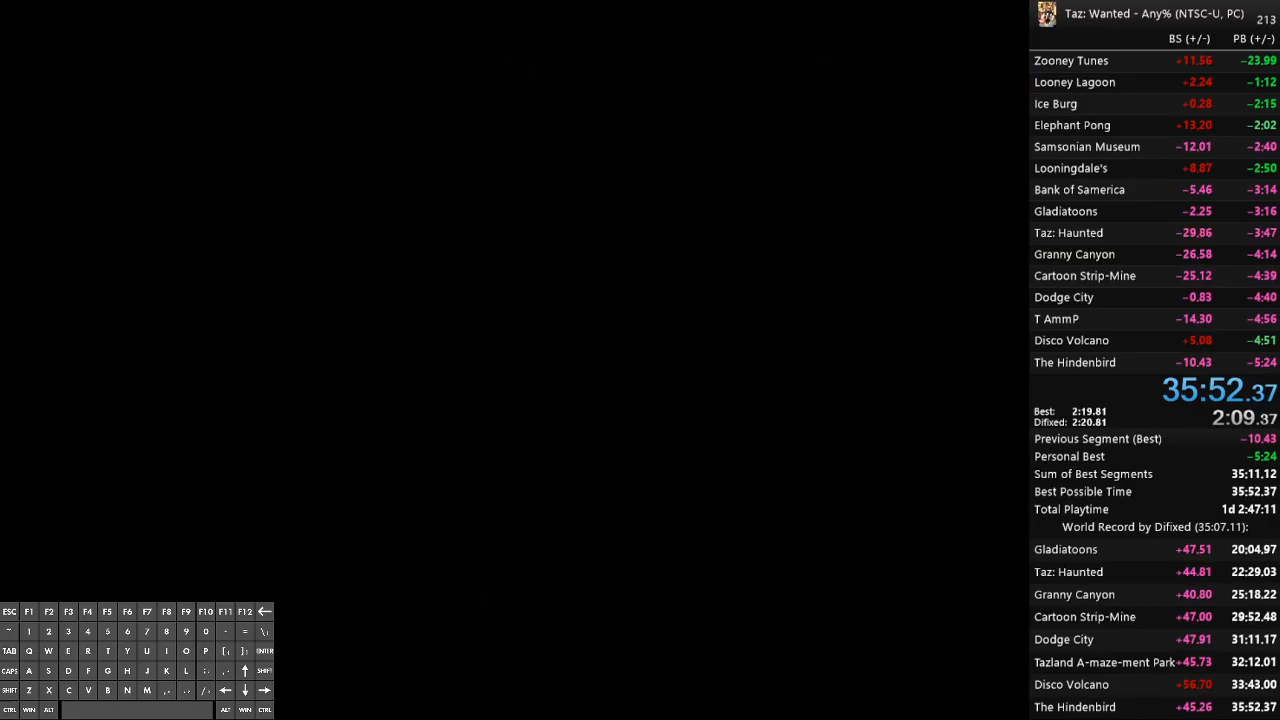 Taz: Wanted - Any% (NTSC-U, PC) 213
BS (+/-) PB (+/-)
Zooney Tunes +11.56 -23.99
Looney Lagoon +2.24 -1:12
Ice Burg +0.28 -2:15
Elephant Pong +13.20 -2:02
Samsonian Museum -12.01 -2:40
Looningdale's +8.87 -2:50
Bank of Samerica -5.46 -3:14
Gladiatoons -2.25 -3:16
Taz: Haunted -29.86 -3:47
Granny Canyon -26.58 -4:14
Cartoon Strip-Mine -25.12 -4:39
Dodge City -0.83 -4:40
T AmmP -14.30 -4:56
Disco Volcano +5.08 -4:51
The Hindenbird -10.43 -5:24
35:52.37
Best: 2:19.81
Difixed: 2:20.81 2:09.37
Previous Segment (Best) -10.43
Personal Best -5:24
Sum of Best Segments 35:11.12
Best Possible Time 35:52.37
Total Playtime 1d 2:47:11
World Record by Difixed (35:07.11):
Gladiatoons +47.51 20:04.97
Taz: Haunted +44.81 22:29.03
Granny Canyon +40.80 25:18.22
Cartoon Strip-Mine +47.00 29:52.48
Dodge City +47.91 31:11.17
Tazland A-maze-ment Park +45.73 32:12.01
Disco Volcano +56.70 33:43.00
The Hindenbird +45.26 35:52.37
ESC F1 F2 F3 F4 F5 F6 F7 F8 F9 F10 F11 F12 ←
~ 1 2 3 4 5 6 7 8 9 0 - = \|
TAB Q W E R T Y U I O P [{ ]} ENTER
CAPS A S D F G H J K L ;: ,. ↑ SHIFT
SHIFT Z X C V B N M ,< .> /? ← ↓ →
CTRL WIN ALT ALT WIN CTRL